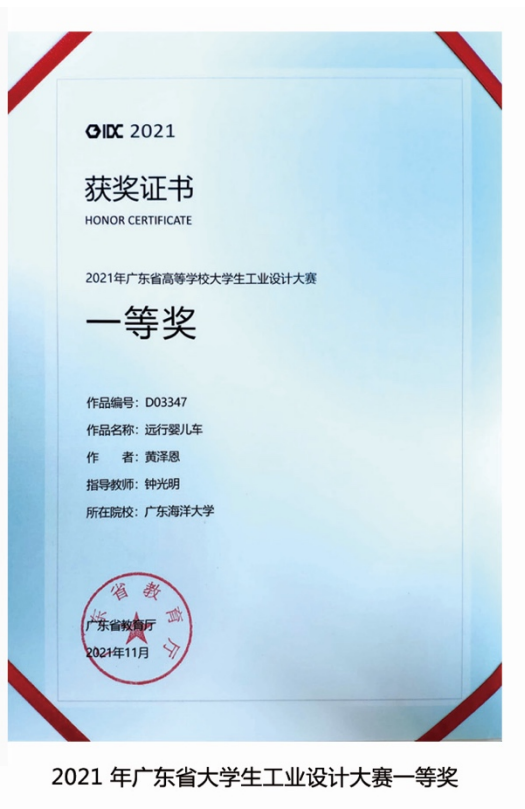 GIDC 2021
获奖证书
HONOR CERTIFICATE
2021年广东省高等学校大学生工业设计大赛
一等奖
作品编号：D03347
作品名称：远行婴儿车
作　　者：黄泽恩
指导教师：钟光明
所在院校：广东海洋大学
广东省教育厅
广东省教育厅
2021年11月
2021 年广东省大学生工业设计大赛一等奖